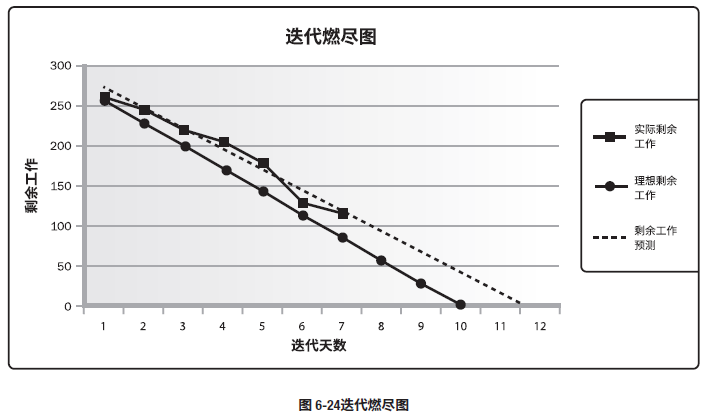 迭代燃尽图
300
250
200
150
100
50
0
剩余工作
1 2 3 4 5 6 7 8 9 10 11 12
迭代天数
实际剩余
工作
理想剩余
工作
剩余工作
预测
图 6-24迭代燃尽图